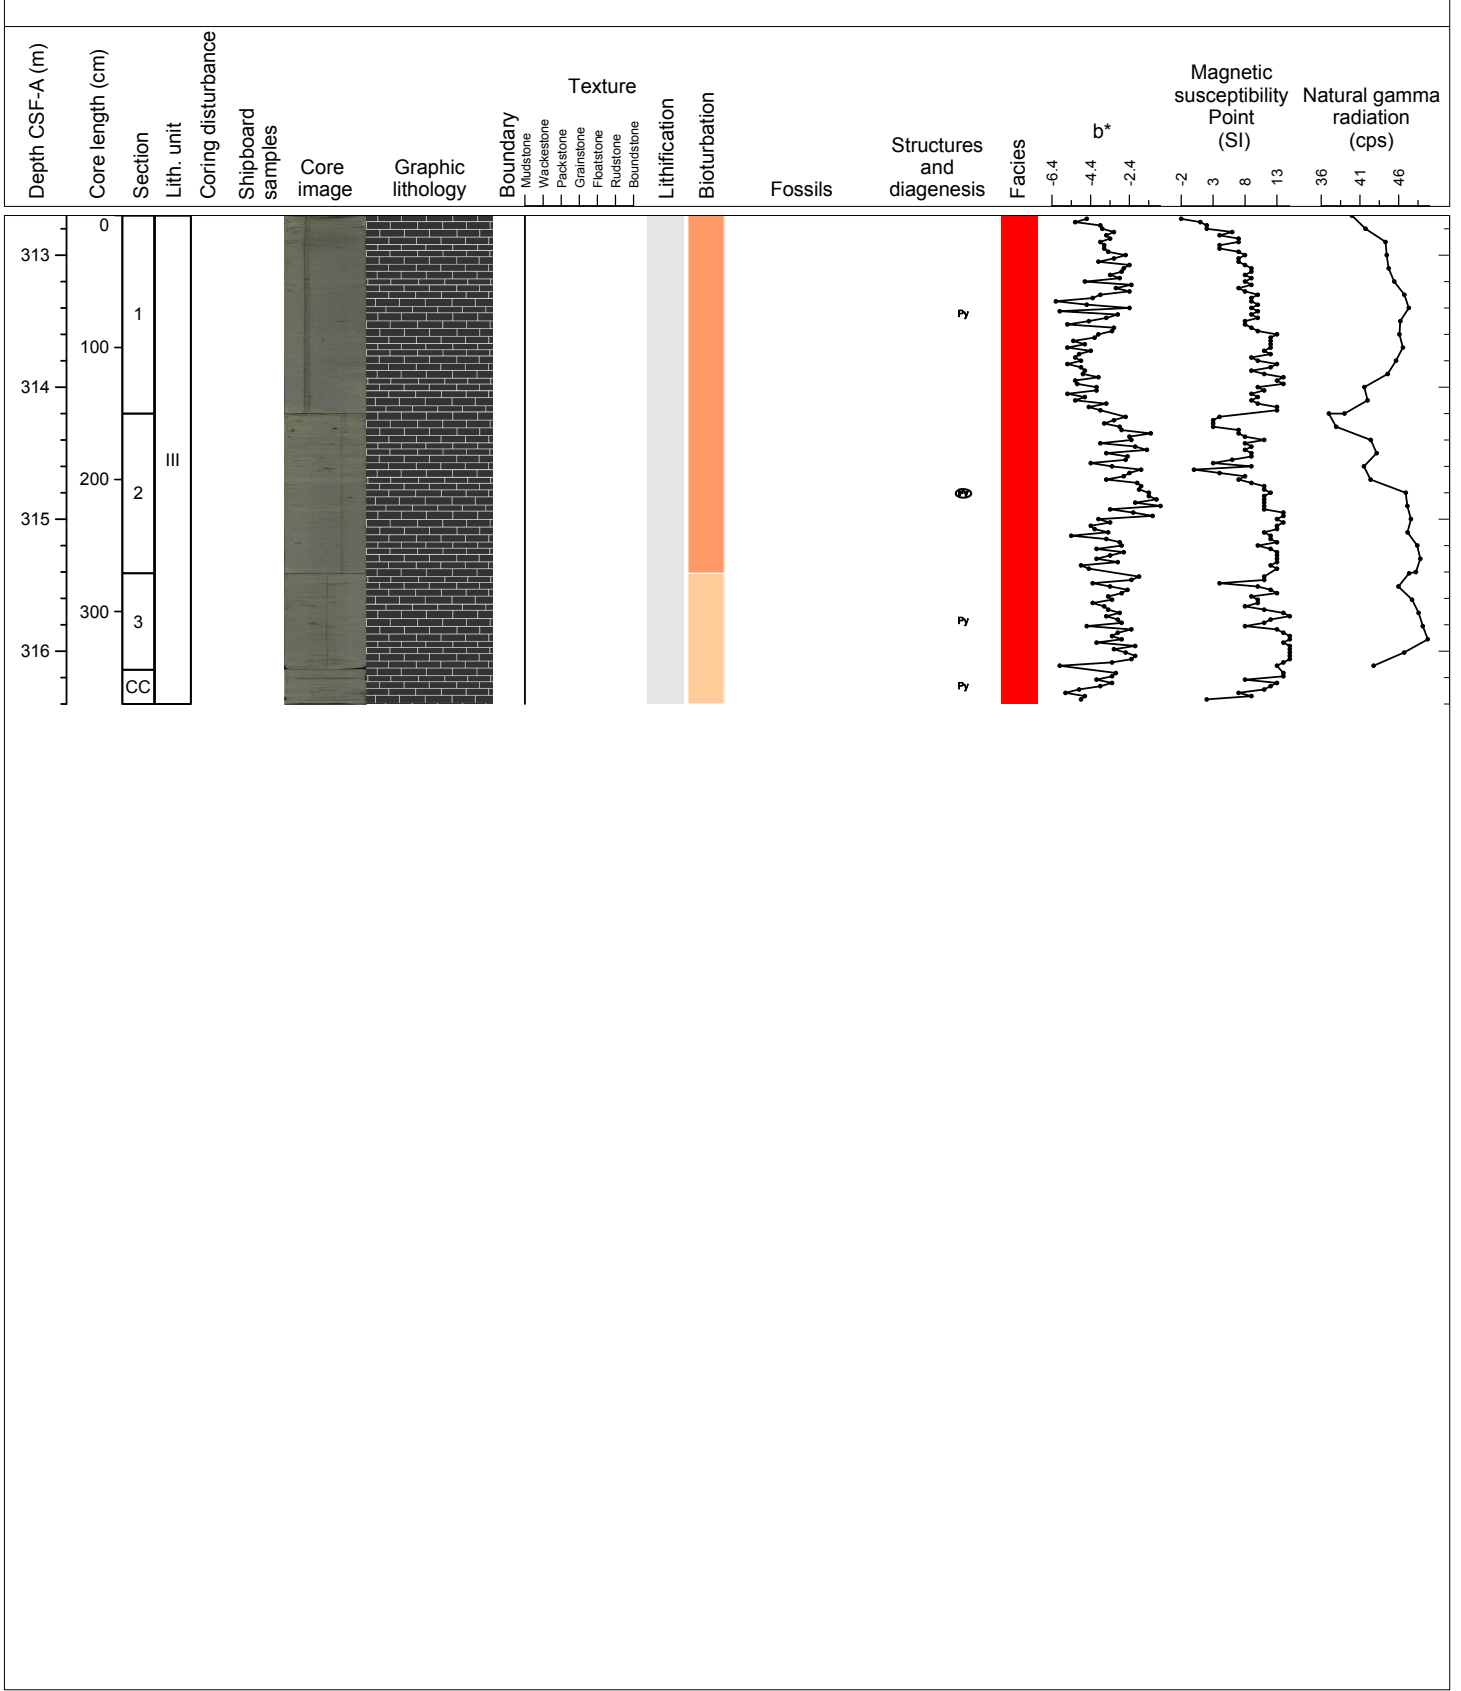 Depth CSF-A (m)
Core length (cm)
Section
Lith. unit
Coring disturbance
Shipboard
samples
Core
image
Graphic
lithology
Boundary
Texture
Mudstone
Wackestone
Packstone
Grainstone
Floatstone
Rudstone
Boundstone
Lithification
Bioturbation
Fossils
Structures
and
diagenesis
Facies
b*
-6.4
-4.4
-2.4
Magnetic
susceptibility
Point
(SI)
-2
3
8
13
Natural gamma
radiation
(cps)
36
41
46
313
314
315
316
0
100
200
300
1
2
3
CC
III
Py
Py
Py
Py